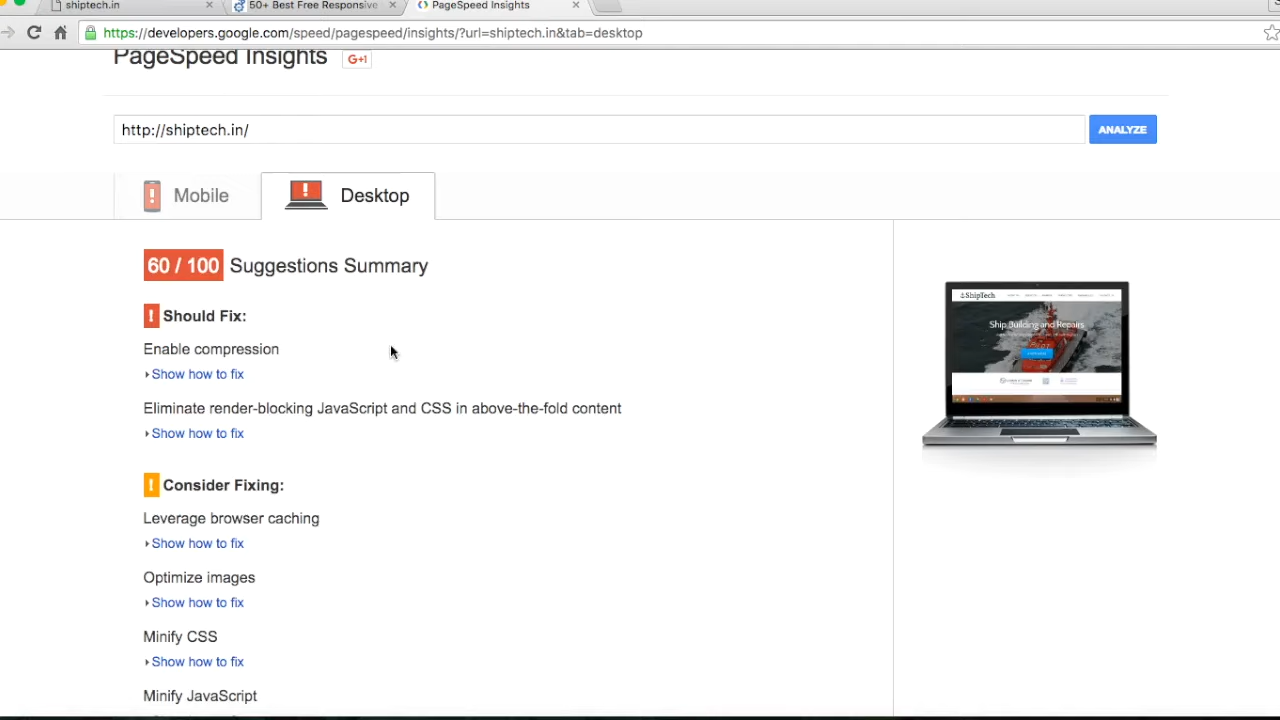 shiptech.in
50+ Best Free Responsive
PageSpeed Insights
https://developers.google.com/speed/pagespeed/insights/?url=shiptech.in&tab=desktop
PageSpeed Insights
G+1
http://shiptech.in/
ANALYZE
Mobile
Desktop
60 / 100 Suggestions Summary
Should Fix:
Enable compression
Show how to fix
Eliminate render-blocking JavaScript and CSS in above-the-fold content
Show how to fix
Consider Fixing:
Leverage browser caching
Show how to fix
Optimize images
Show how to fix
Minify CSS
Show how to fix
Minify JavaScript
ShipTech
Ship Building and Repairs